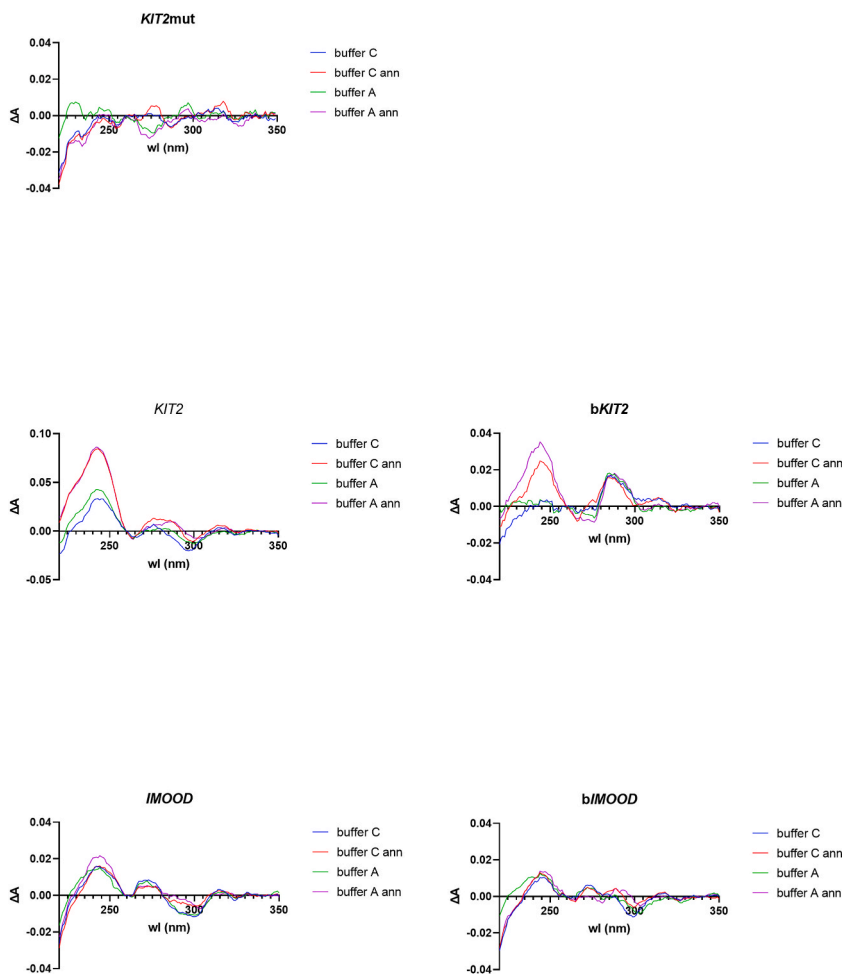 KIT2mut
0.04
0.02
0.00
-0.02
-0.04
ΔA
250
300
350
wl (nm)
buffer C
buffer C ann
buffer A
buffer A ann
KIT2
0.10
0.05
0.00
-0.05
ΔA
250
300
350
wl (nm)
buffer C
buffer C ann
buffer A
buffer A ann
bKIT2
0.04
0.02
0.00
-0.02
-0.04
ΔA
250
300
350
wl (nm)
buffer C
buffer C ann
buffer A
buffer A ann
IMOOD
0.04
0.02
0.00
-0.02
-0.04
ΔA
250
300
350
wl (nm)
buffer C
buffer C ann
buffer A
buffer A ann
bIMOOD
0.04
0.02
0.00
-0.02
-0.04
ΔA
250
300
350
wl (nm)
buffer C
buffer C ann
buffer A
buffer A ann